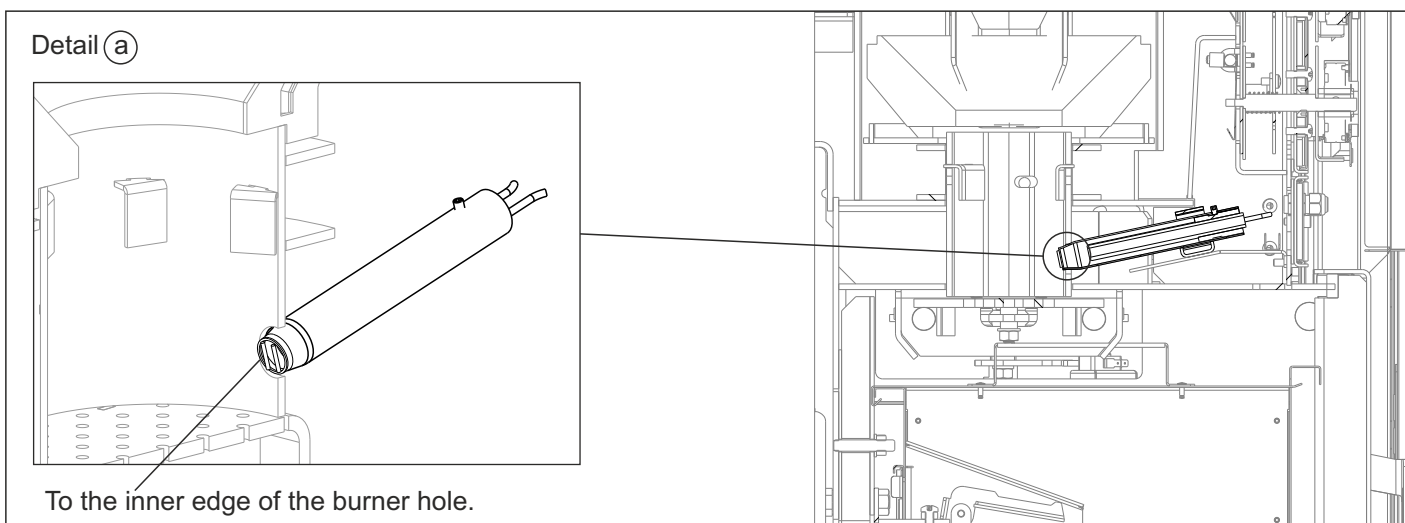 Detail a
To the inner edge of the burner hole.